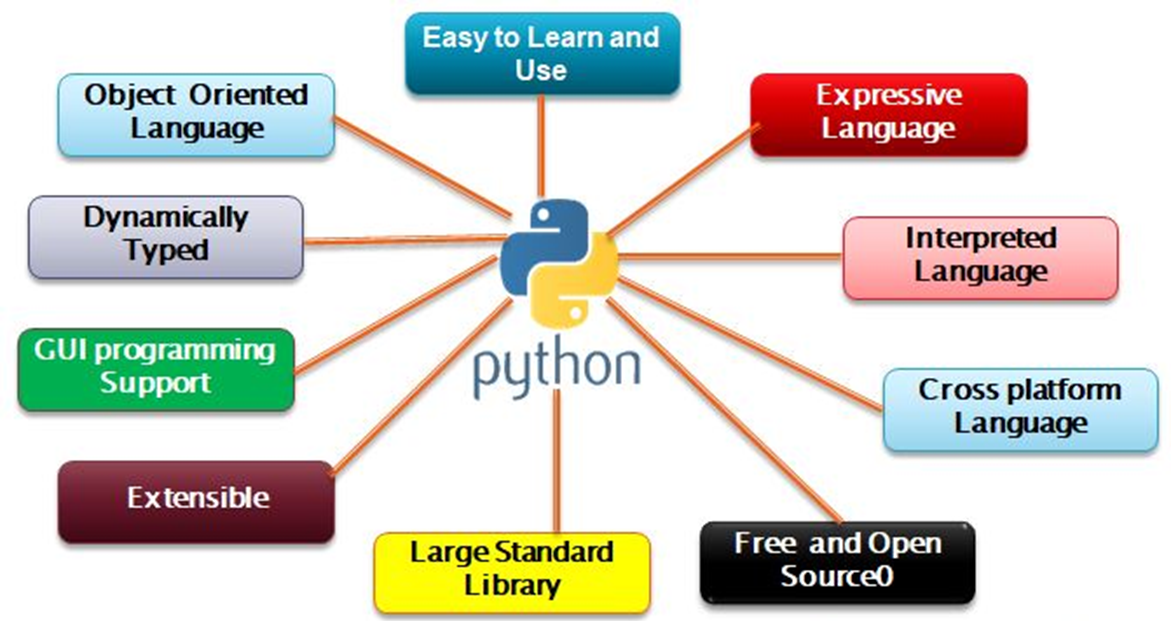 Easy to Learn and
Use
Object Oriented
Language
Expressive
Language
Dynamically
Typed
Interpreted
Language
GUI programming
Support
python
Cross platform
Language
Extensible
Large Standard
Library
Free and Open
Source0